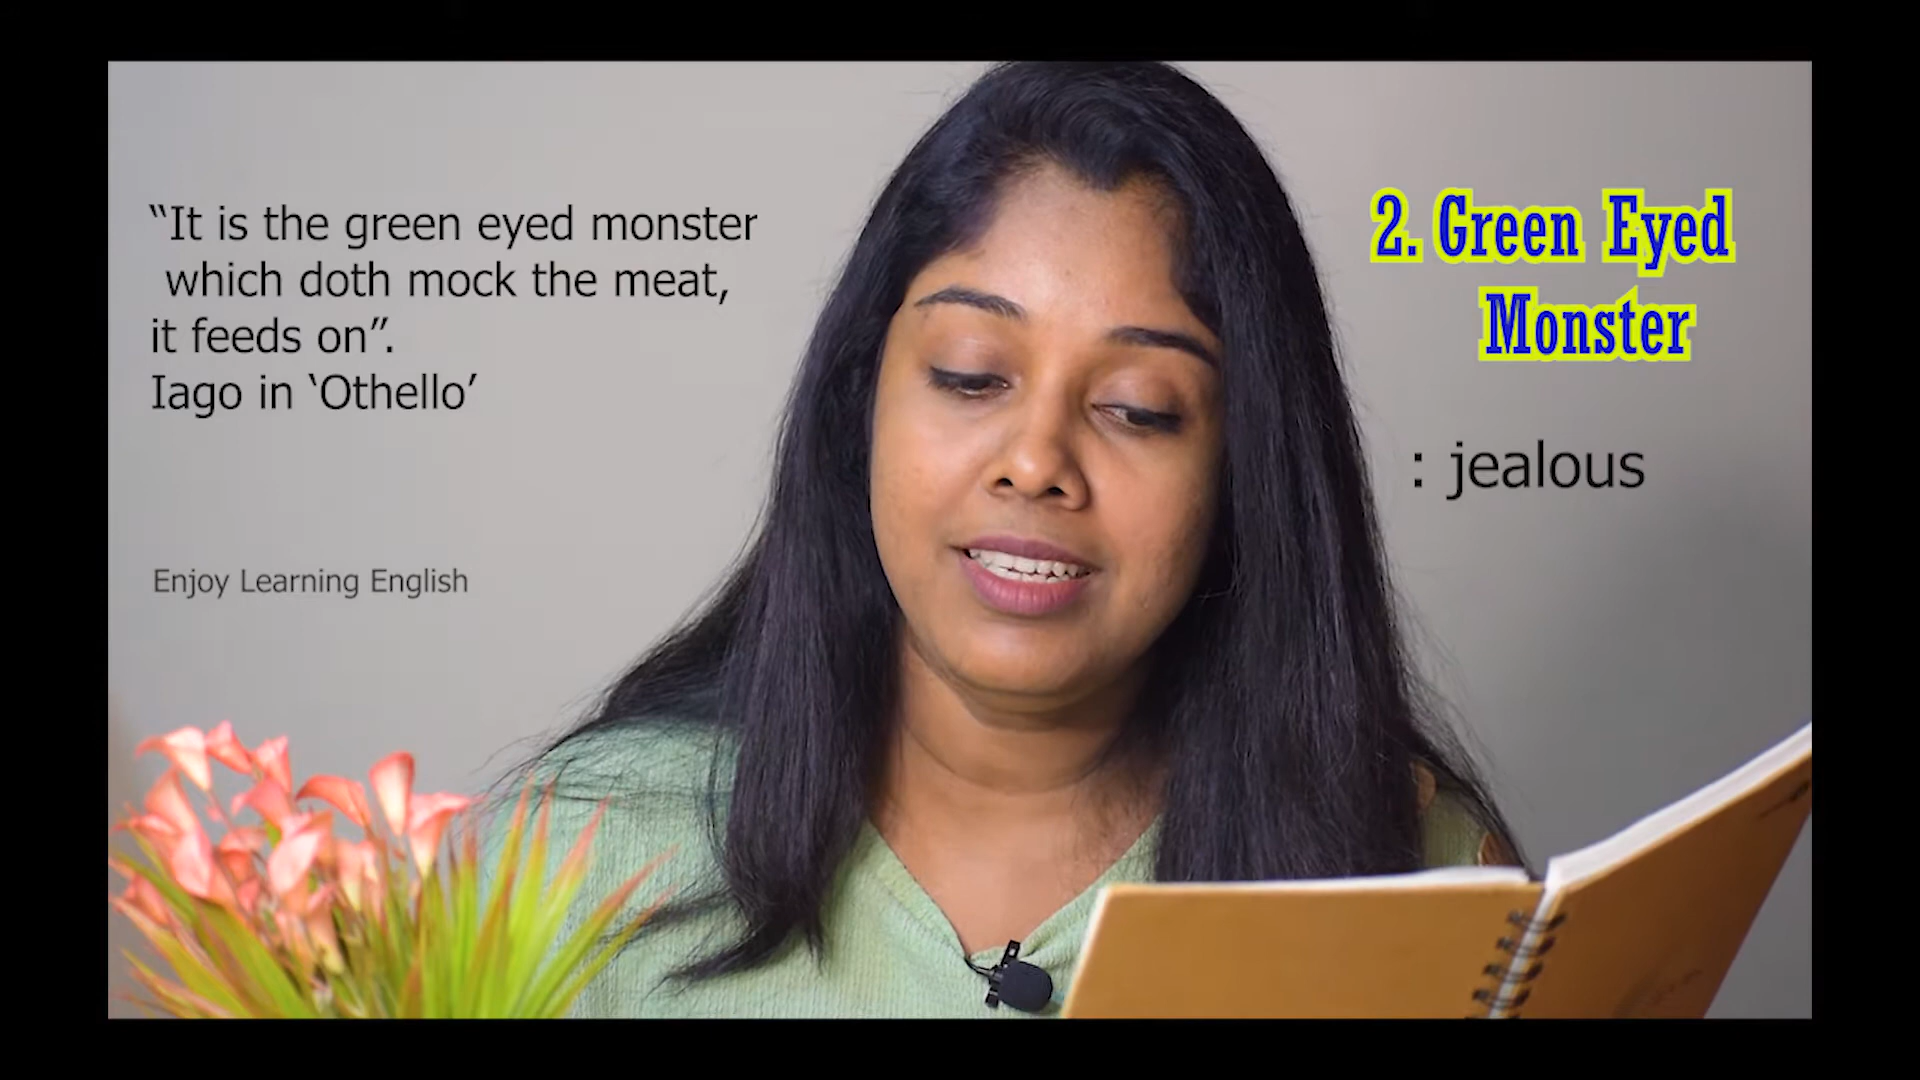 “It is the green eyed monster
which doth mock the meat,
it feeds on”.
Iago in ‘Othello’
Enjoy Learning English
2. Green Eyed
Monster
: jealous